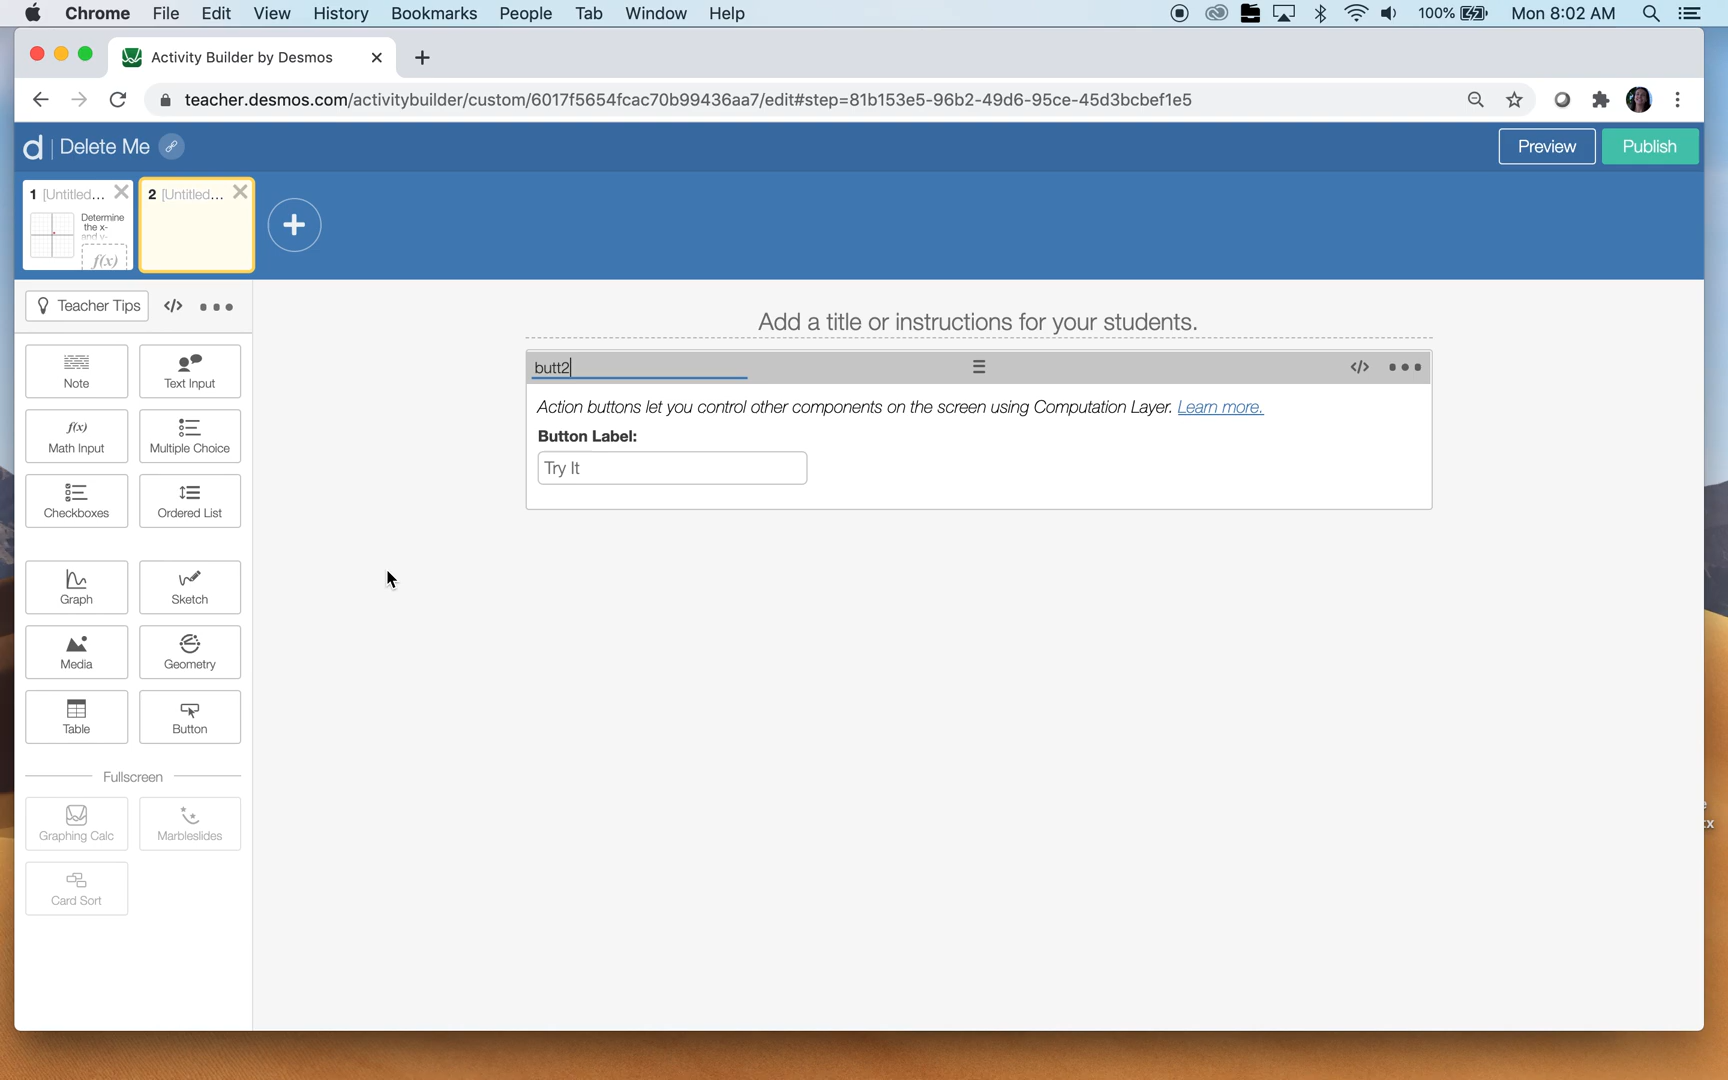 Chrome File Edit View History Bookmarks People Tab Window Help 100% Mon 8:02 AM
Activity Builder by Desmos
teacher.desmos.com/activitybuilder/custom/6017f5654fcac70b99436aa7/edit#step=81b153e5-96b2-49d6-95ce-45d3bcbef1e5
d | Delete Me Preview Publish
1 [Untitled... 2 [Untitled...
Determine
the x-
and y-
f(x)
Teacher Tips </>
Add a title or instructions for your students.
butt2 </>
Action buttons let you control other components on the screen using Computation Layer. Learn more.
Button Label:
Try It
Note Text Input
f(x)
Math Input Multiple Choice
Checkboxes Ordered List
Graph Sketch
Media Geometry
Table Button
Fullscreen
Graphing Calc Marbleslides
Card Sort